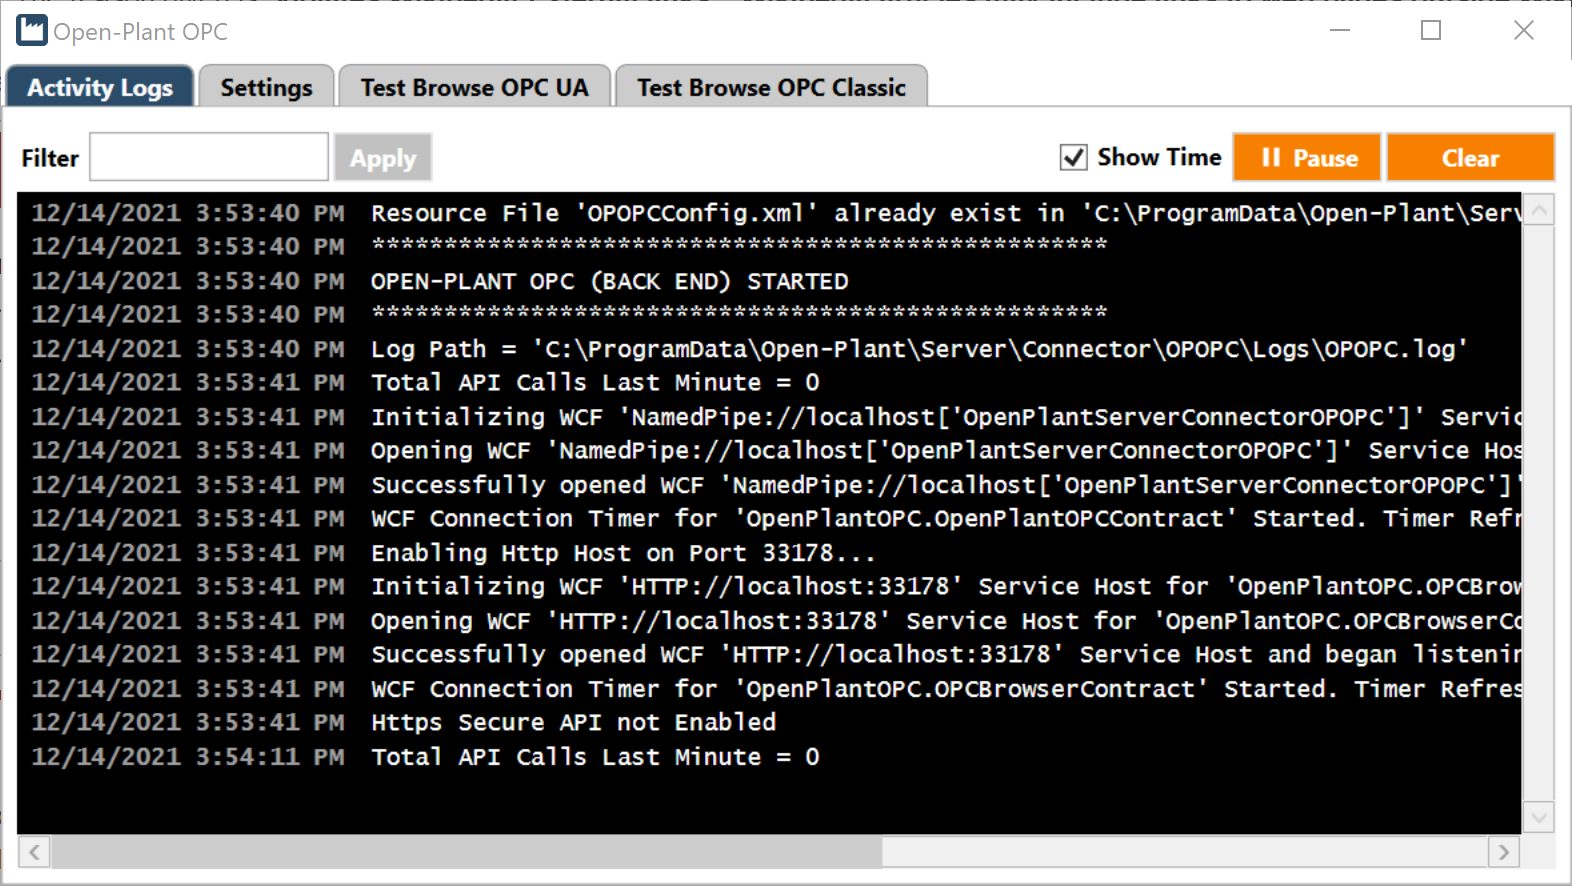 Open-Plant OPC
Activity Logs
Settings
Test Browse OPC UA
Test Browse OPC Classic
Filter
Apply
Show Time
Pause
Clear
12/14/2021 3:53:40 PM Resource File 'OPOPCConfig.xml' already exist in 'C:\ProgramData\Open-Plant\Serv
12/14/2021 3:53:40 PM ***************************************************
12/14/2021 3:53:40 PM OPEN-PLANT OPC (BACK END) STARTED
12/14/2021 3:53:40 PM ***************************************************
12/14/2021 3:53:40 PM Log Path = 'C:\ProgramData\Open-Plant\Server\Connector\OPOPC\Logs\OPOPC.log'
12/14/2021 3:53:41 PM Total API Calls Last Minute = 0
12/14/2021 3:53:41 PM Initializing WCF 'NamedPipe://localhost['OpenPlantServerConnectorOPOPC']' Servic
12/14/2021 3:53:41 PM Opening WCF 'NamedPipe://localhost['OpenPlantServerConnectorOPOPC']' Service Hos
12/14/2021 3:53:41 PM Successfully opened WCF 'NamedPipe://localhost['OpenPlantServerConnectorOPOPC']'
12/14/2021 3:53:41 PM WCF Connection Timer for 'OpenPlantOPC.OpenPlantOPCContract' Started. Timer Refr
12/14/2021 3:53:41 PM Enabling Http Host on Port 33178...
12/14/2021 3:53:41 PM Initializing WCF 'HTTP://localhost:33178' Service Host for 'OpenPlantOPC.OPCBrow
12/14/2021 3:53:41 PM Opening WCF 'HTTP://localhost:33178' Service Host for 'OpenPlantOPC.OPCBrowserCo
12/14/2021 3:53:41 PM Successfully opened WCF 'HTTP://localhost:33178' Service Host and began listenin
12/14/2021 3:53:41 PM WCF Connection Timer for 'OpenPlantOPC.OPCBrowserContract' Started. Timer Refres
12/14/2021 3:53:41 PM Https Secure API not Enabled
12/14/2021 3:54:11 PM Total API Calls Last Minute = 0